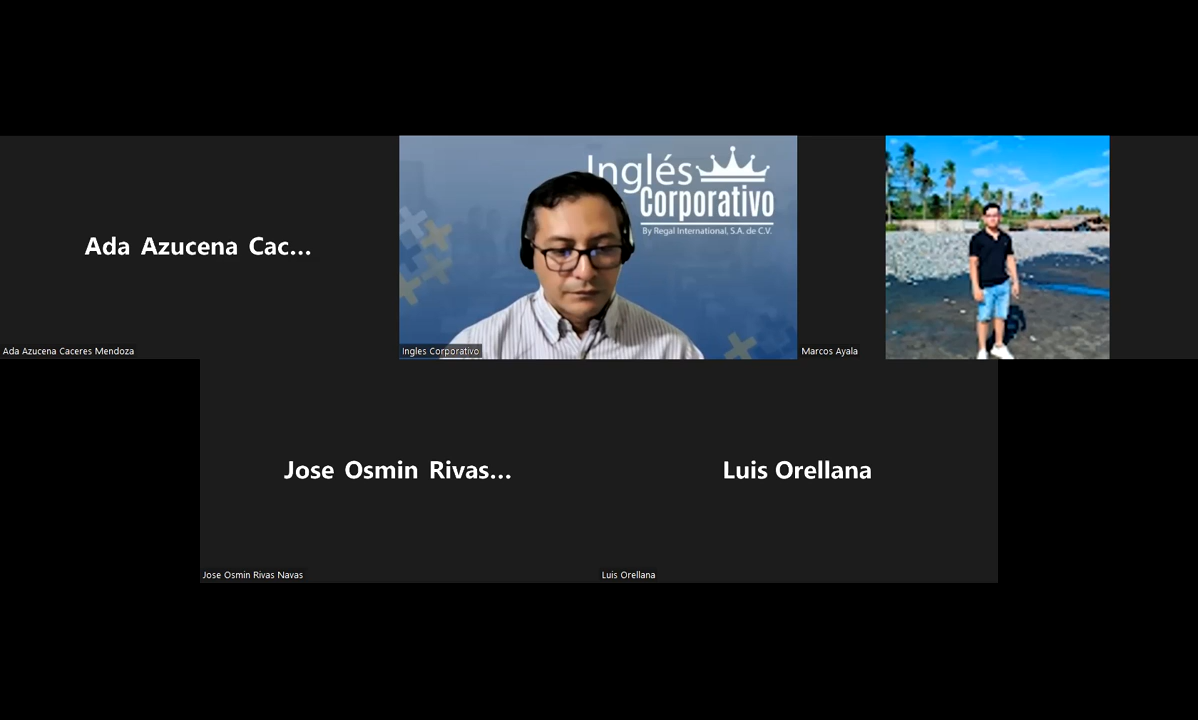 Ada Azucena Cac...
Ada Azucena Caceres Mendoza
Inglés
Corporativo
By Regal International, S.A. de C.V.
Ingles Corporativo
Marcos Ayala
Jose Osmin Rivas...
Jose Osmin Rivas Navas
Luis Orellana
Luis Orellana